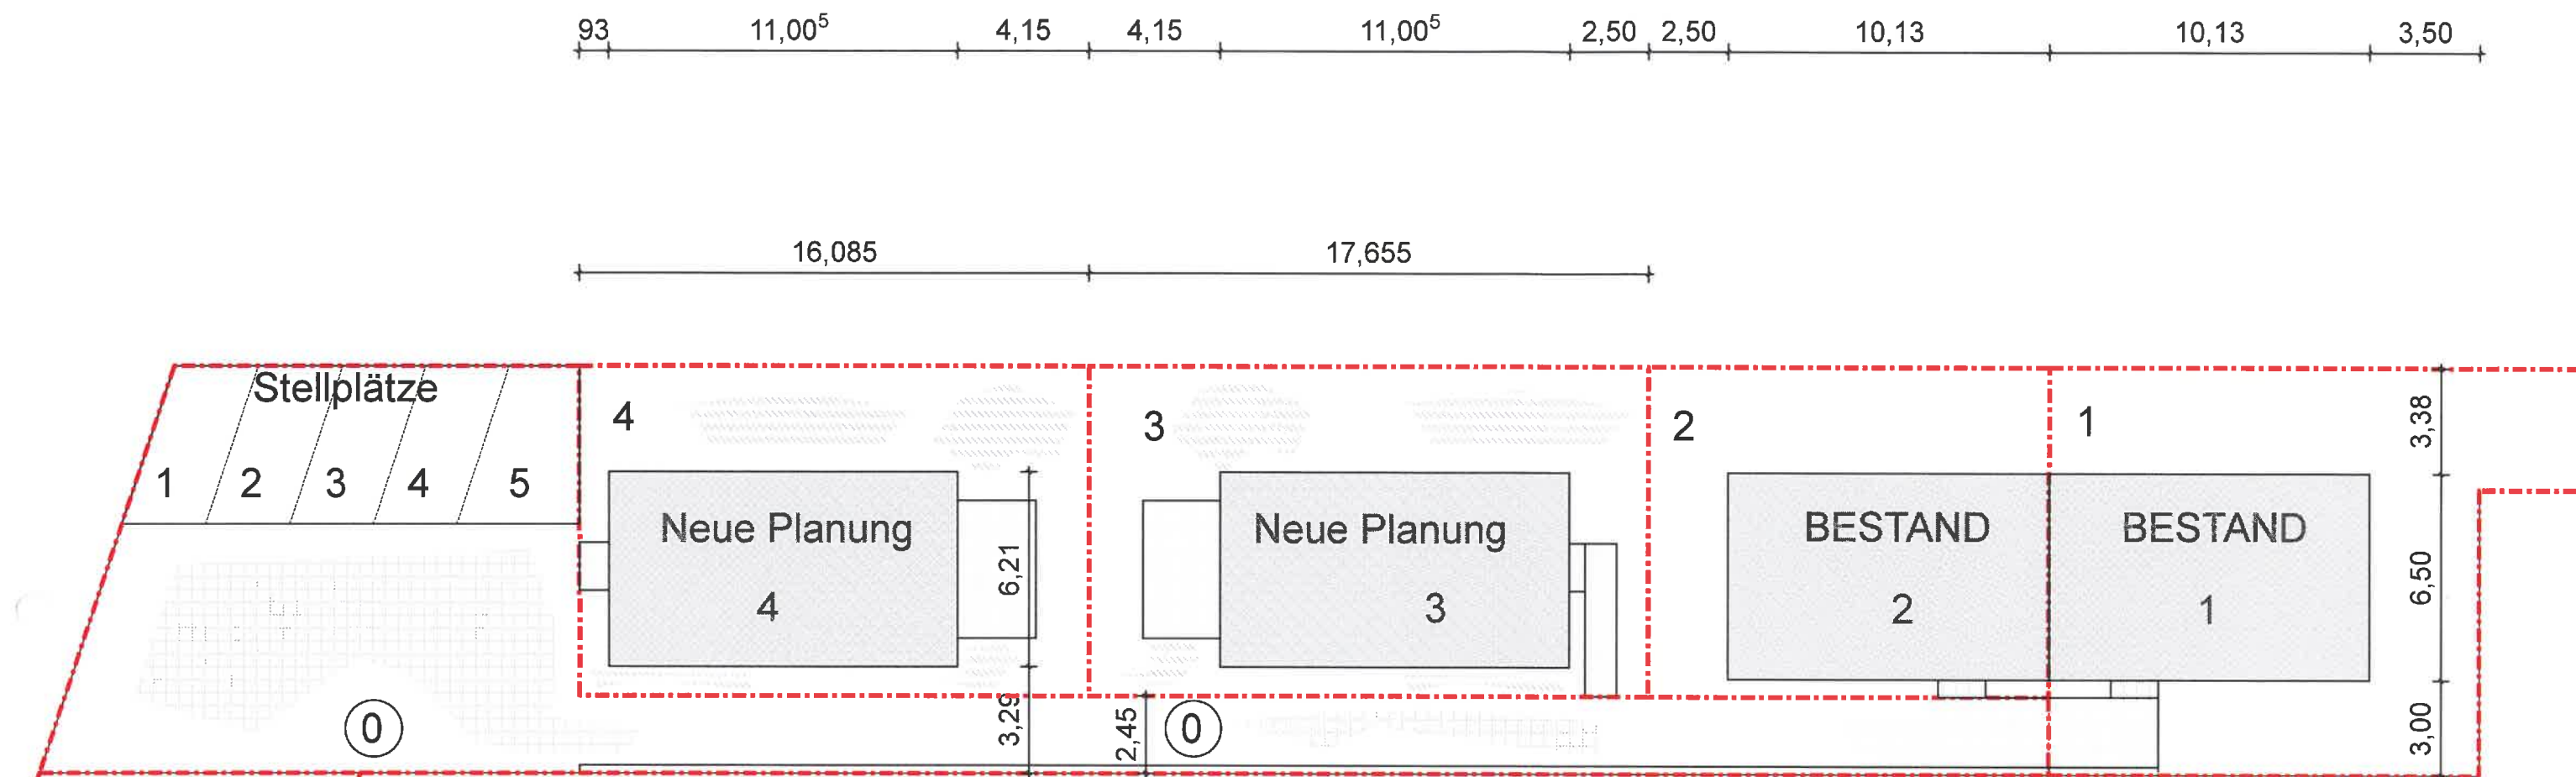 93 11,00⁵ 4,15 4,15 11,00⁵ 2,50 2,50 10,13 10,13 3,50
16,085 17,655
Stellplätze
1 2 3 4 5
4 3 2 1
Neue Planung
4
Neue Planung
3
BESTAND
2
BESTAND
1
6,21
3,29
2,45
3,38
6,50
3,00
0 0